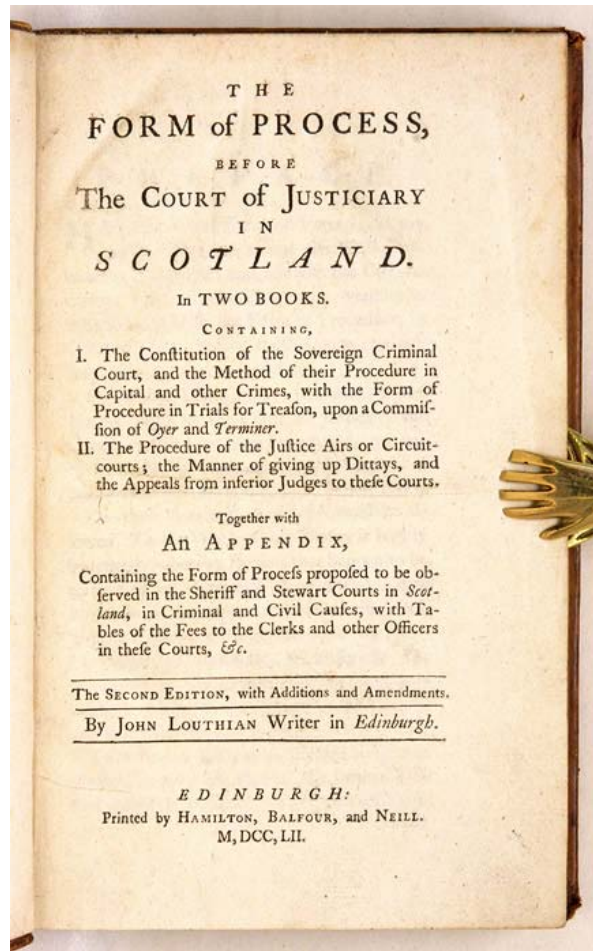 THE
FORM of PROCESS,
BEFORE
The COURT of JUSTICIARY
IN
SCOTLAND.
In TWO BOOKS.
CONTAINING,
I. The Conſtitution of the Sovereign Criminal
Court, and the Method of their Procedure in
Capital and other Crimes, with the Form of
Procedure in Trials for Treaſon, upon a Commiſ-
ſion of Oyer and Terminer.
II. The Procedure of the Juſtice Airs or Circuit-
courts; the Manner of giving up Dittays, and
the Appeals from inferior Judges to theſe Courts.
Together with
An APPENDIX,
Containing the Form of Proceſs propoſed to be ob-
ſerved in the Sheriff and Stewart Courts in Scot-
land, in Criminal and Civil Cauſes, with Ta-
bles of the Fees to the Clerks and other Officers
in theſe Courts, &c.
The SECOND EDITION, with Additions and Amendments.
By JOHN LOUTHIAN Writer in Edinburgh.
EDINBURGH:
Printed by HAMILTON, BALFOUR, and NEILL.
M,DCC,LII.